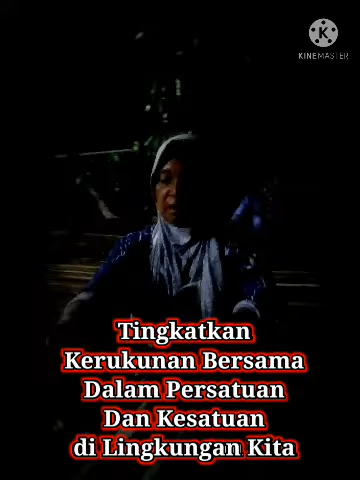 K
KINEMASTER
Tingkatkan
Kerukunan Bersama
Dalam Persatuan
Dan Kesatuan
di Lingkungan Kita